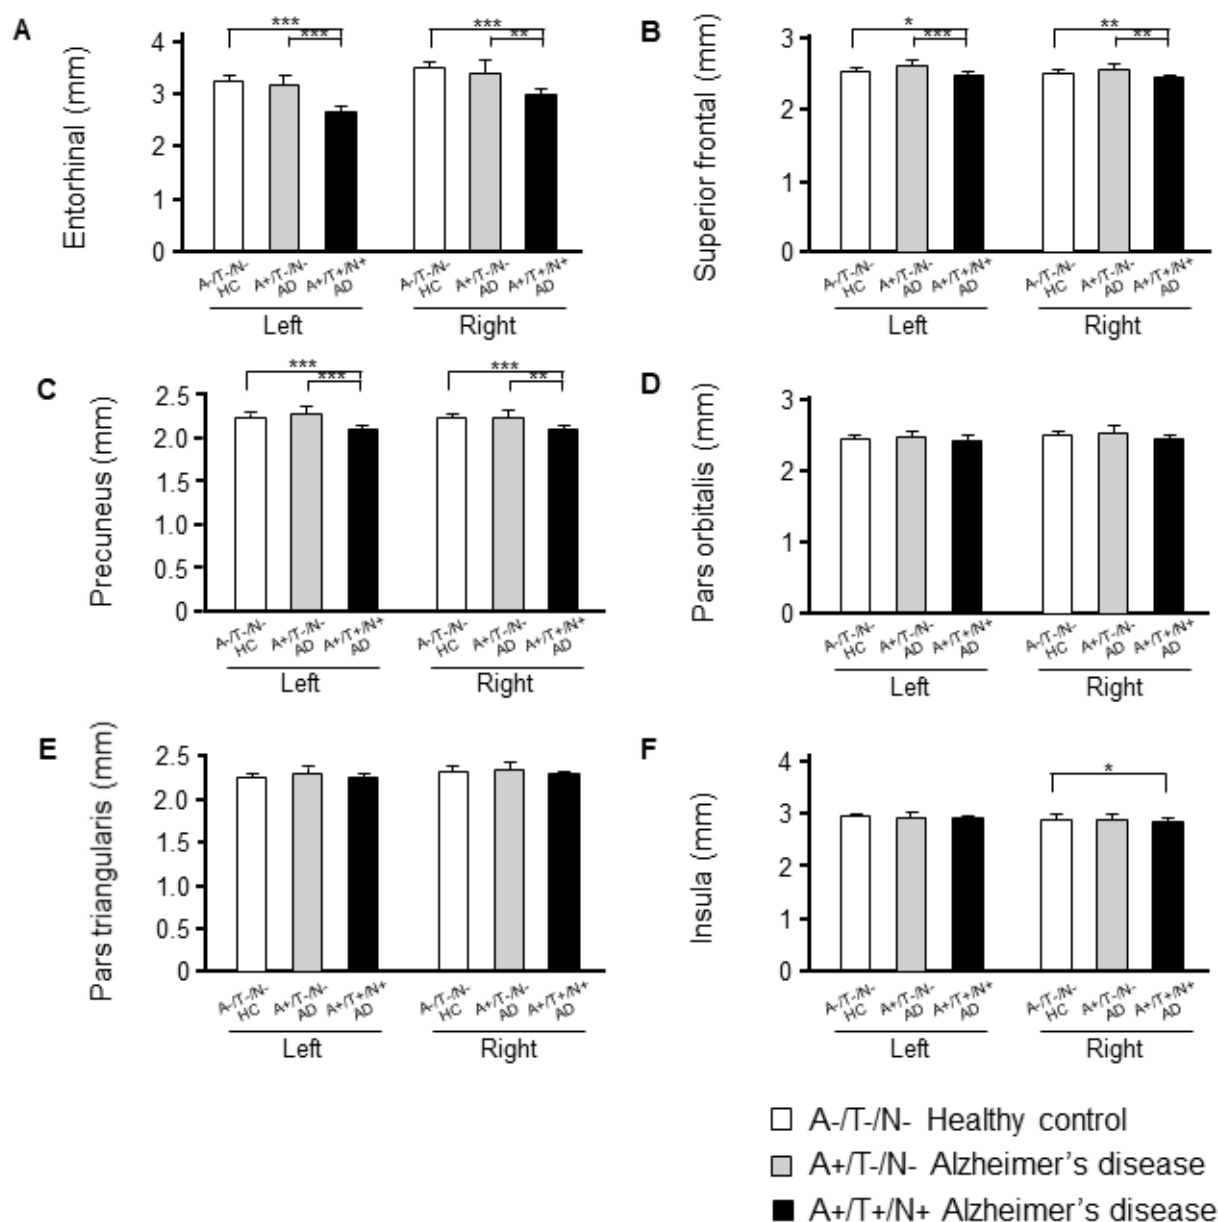 A
Entorhinal (mm)
4
3
2
1
0
*** *** *** **
A-/T-/N- HC
A+/T-/N- AD
A+/T+/N+ AD
A-/T-/N- HC
A+/T-/N- AD
A+/T+/N+ AD
Left Right
B
Superior frontal (mm)
3
2
1
0
* *** ** **
A-/T-/N- HC
A+/T-/N- AD
A+/T+/N+ AD
A-/T-/N- HC
A+/T-/N- AD
A+/T+/N+ AD
Left Right
C
Precuneus (mm)
2.5
2.0
1.5
1.0
0.5
0
*** *** *** **
A-/T-/N- HC
A+/T-/N- AD
A+/T+/N+ AD
A-/T-/N- HC
A+/T-/N- AD
A+/T+/N+ AD
Left Right
D
Pars orbitalis (mm)
3
2
1
0
A-/T-/N- HC
A+/T-/N- AD
A+/T+/N+ AD
A-/T-/N- HC
A+/T-/N- AD
A+/T+/N+ AD
Left Right
E
Pars triangularis (mm)
2.5
2.0
1.5
1.0
0.5
0
A-/T-/N- HC
A+/T-/N- AD
A+/T+/N+ AD
A-/T-/N- HC
A+/T-/N- AD
A+/T+/N+ AD
Left Right
F
Insula (mm)
4
3
2
1
0
*
A-/T-/N- HC
A+/T-/N- AD
A+/T+/N+ AD
A-/T-/N- HC
A+/T-/N- AD
A+/T+/N+ AD
Left Right
A-/T-/N- Healthy control
A+/T-/N- Alzheimer's disease
A+/T+/N+ Alzheimer's disease